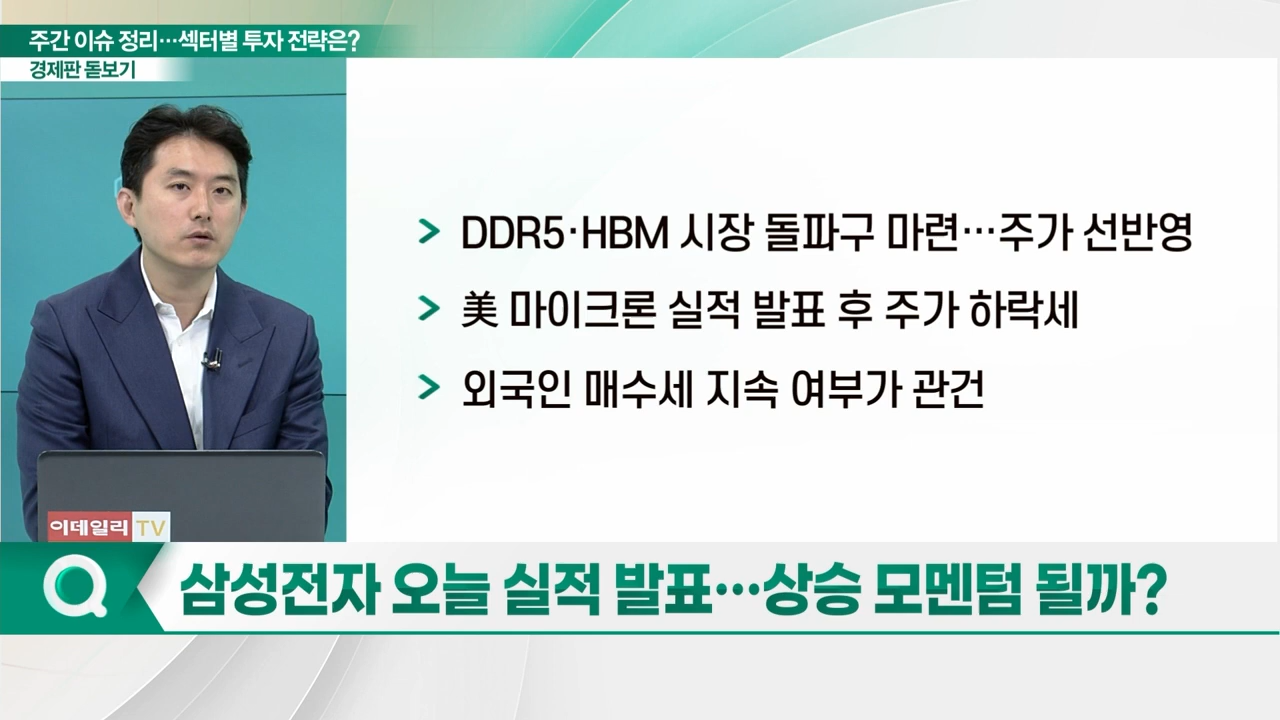 주간 이슈 정리…섹터별 투자 전략은?
경제판 돋보기
> DDR5·HBM 시장 돌파구 마련…주가 선반영
> 美 마이크론 실적 발표 후 주가 하락세
> 외국인 매수세 지속 여부가 관건
이데일리 TV
Q 삼성전자 오늘 실적 발표…상승 모멘텀 될까?